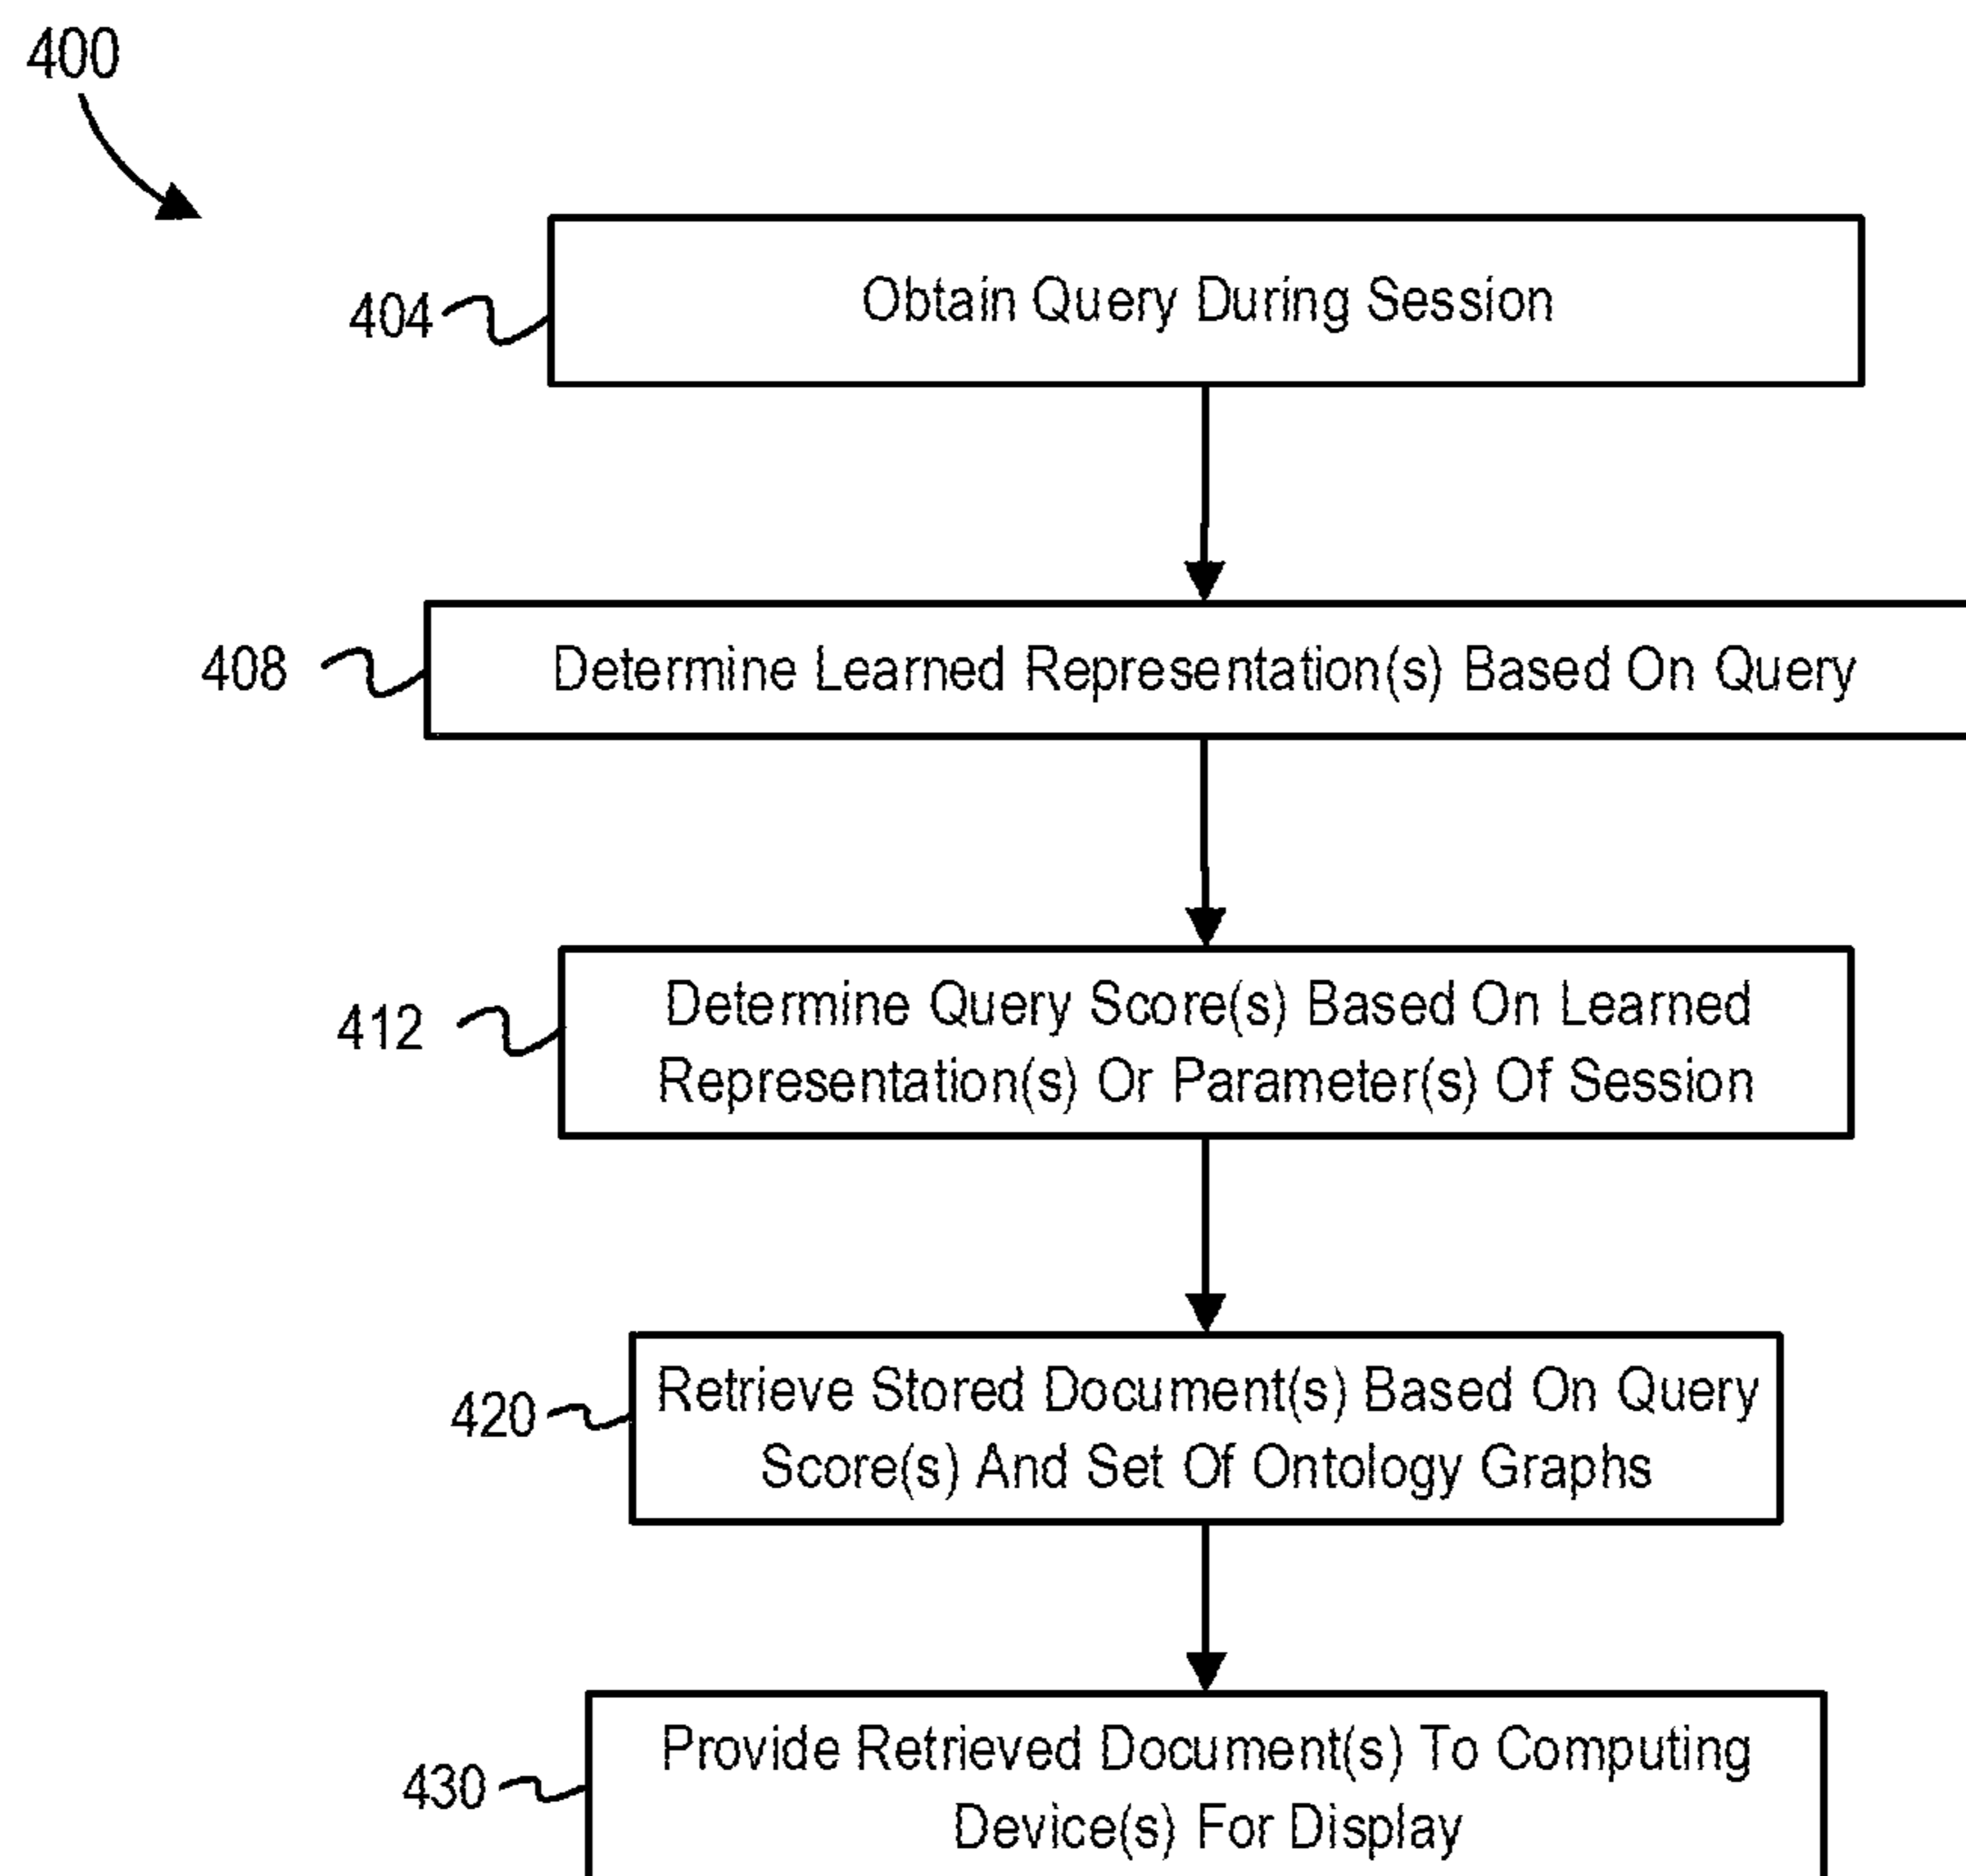 400
404
Obtain Query During Session
408
Determine Learned Representation(s) Based On Query
412
Determine Query Score(s) Based On Learned
Representation(s) Or Parameter(s) Of Session
420
Retrieve Stored Document(s) Based On Query
Score(s) And Set Of Ontology Graphs
430
Provide Retrieved Document(s) To Computing
Device(s) For Display